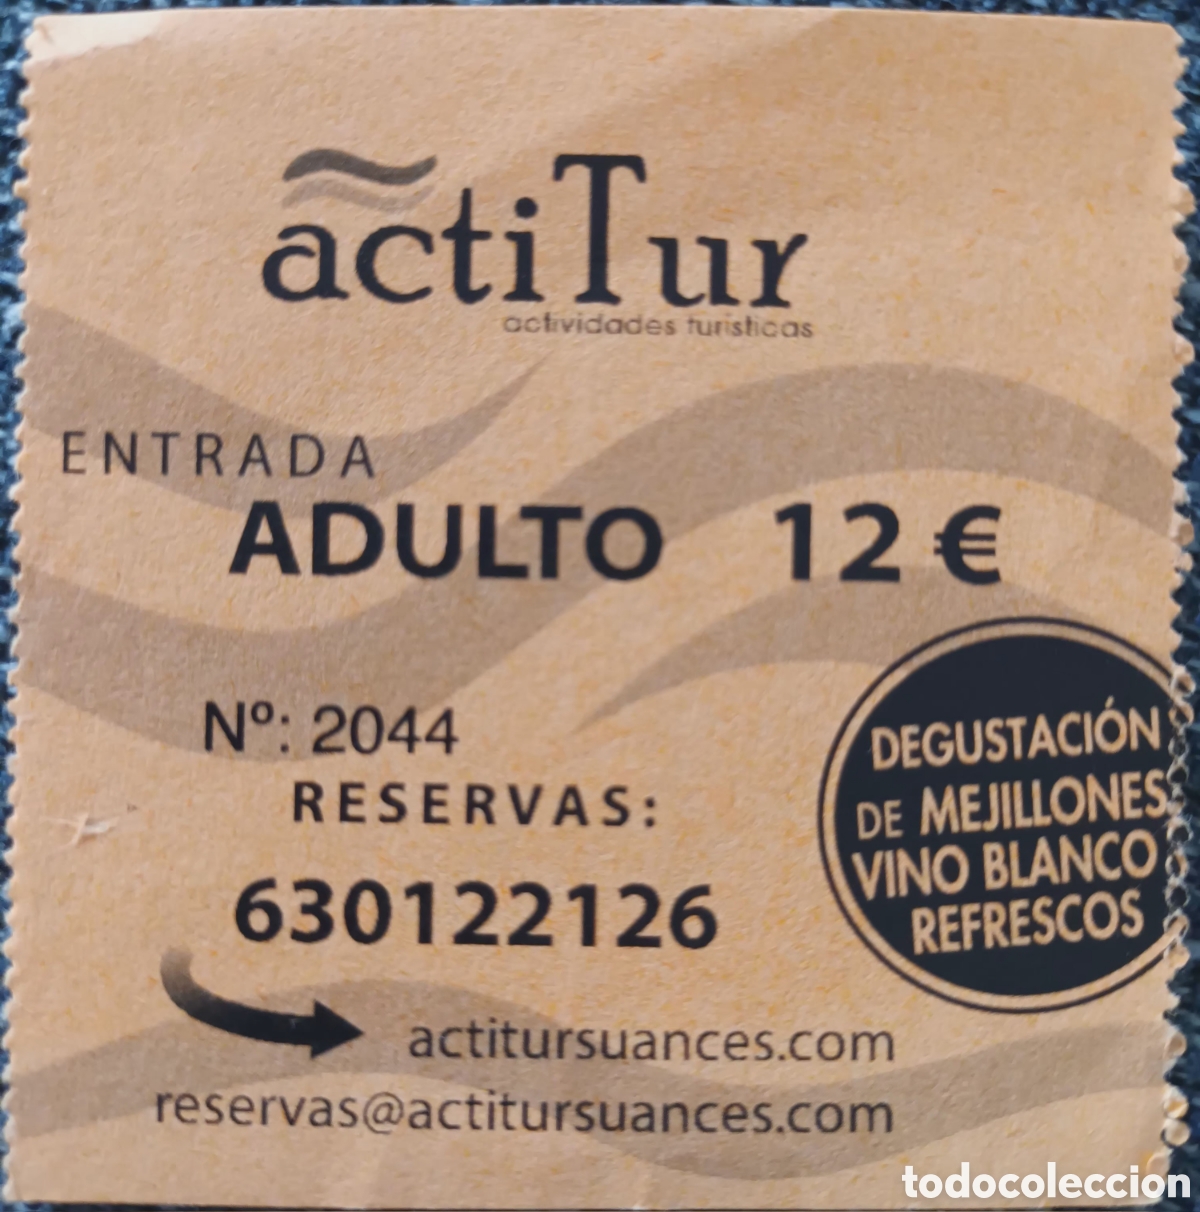 actiTur
actividades turisticas
ENTRADA
ADULTO 12 €
Nº: 2044
RESERVAS:
630122126
DEGUSTACIÓN
DE MEJILLONES
VINO BLANCO
REFRESCOS
actitursuances.com
reservas@actitursuances.com
todocoleccion